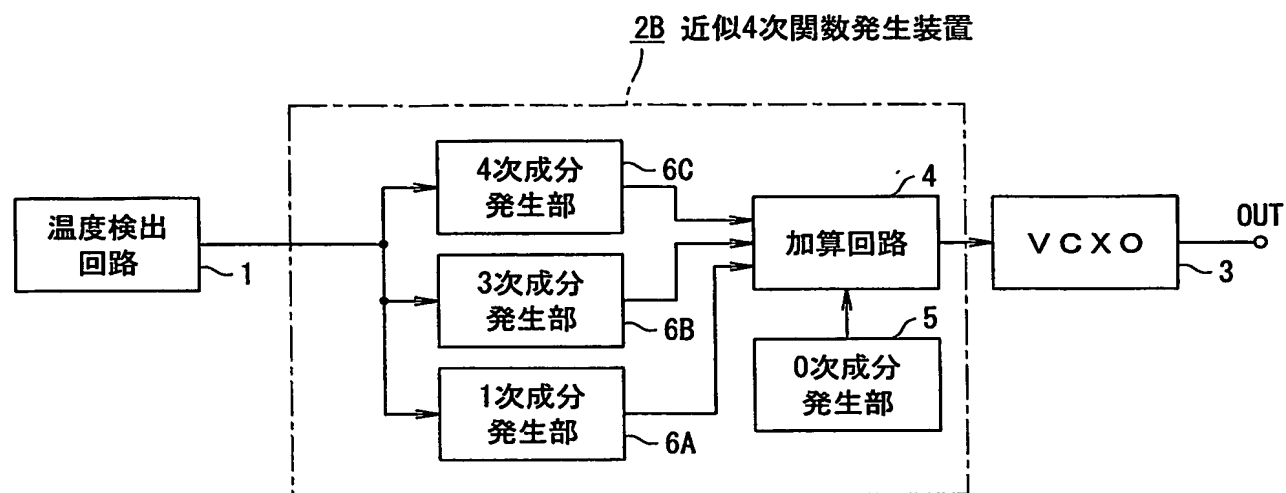 2B 近似4次関数発生装置
4次成分
発生部
6C
4
温度検出
回路
1
加算回路
VCXO
3
OUT
3次成分
発生部
6B
5
0次成分
発生部
1次成分
発生部
6A